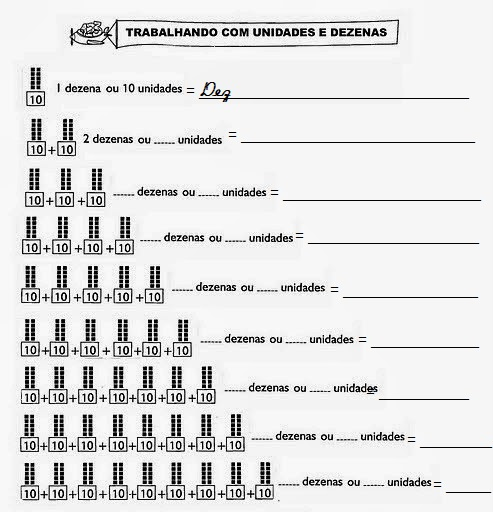 TRABALHANDO COM UNIDADES E DEZENAS
10 1 dezena ou 10 unidades = Dez
10 + 10 2 dezenas ou ...... unidades =
10 + 10 + 10 ...... dezenas ou ...... unidades =
10 + 10 + 10 + 10 ...... dezenas ou ...... unidades =
10 + 10 + 10 + 10 + 10 ...... dezenas ou ...... unidades =
10 + 10 + 10 + 10 + 10 + 10 ...... dezenas ou ...... unidades =
10 + 10 + 10 + 10 + 10 + 10 + 10 ...... dezenas ou ...... unidades =
10 + 10 + 10 + 10 + 10 + 10 + 10 + 10 ...... dezenas ou ...... unidades =
10 + 10 + 10 + 10 + 10 + 10 + 10 + 10 + 10 ...... dezenas ou ...... unidades =